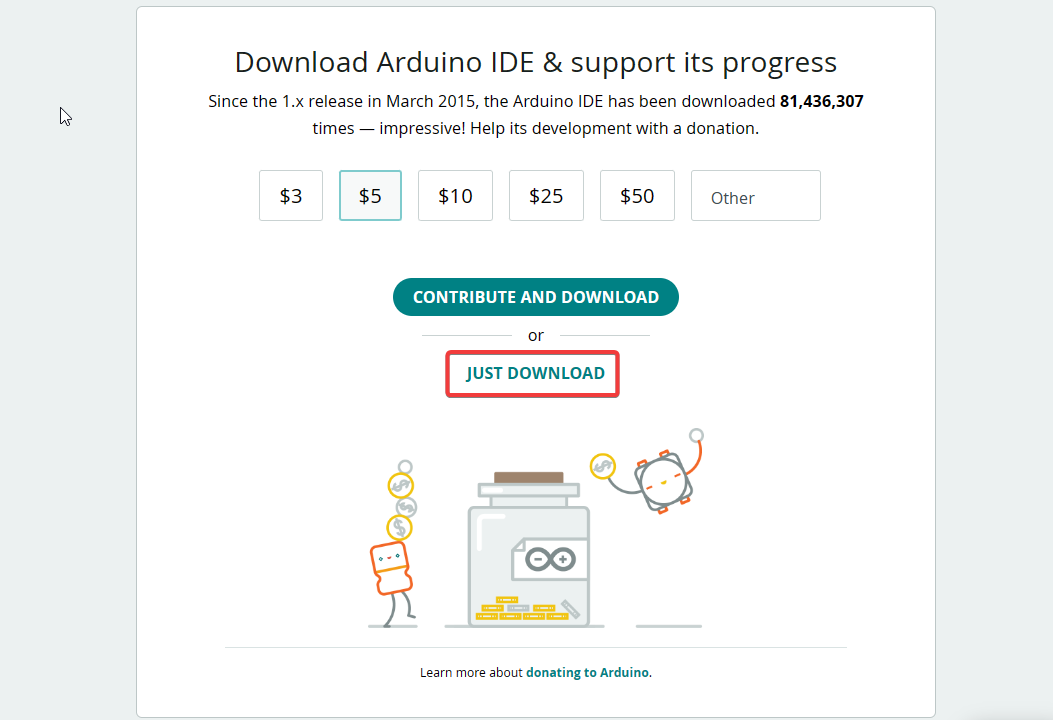 Download Arduino IDE & support its progress
Since the 1.x release in March 2015, the Arduino IDE has been downloaded 81,436,307
times — impressive! Help its development with a donation.
$3 $5 $10 $25 $50 Other
CONTRIBUTE AND DOWNLOAD
or
JUST DOWNLOAD
Learn more about donating to Arduino.